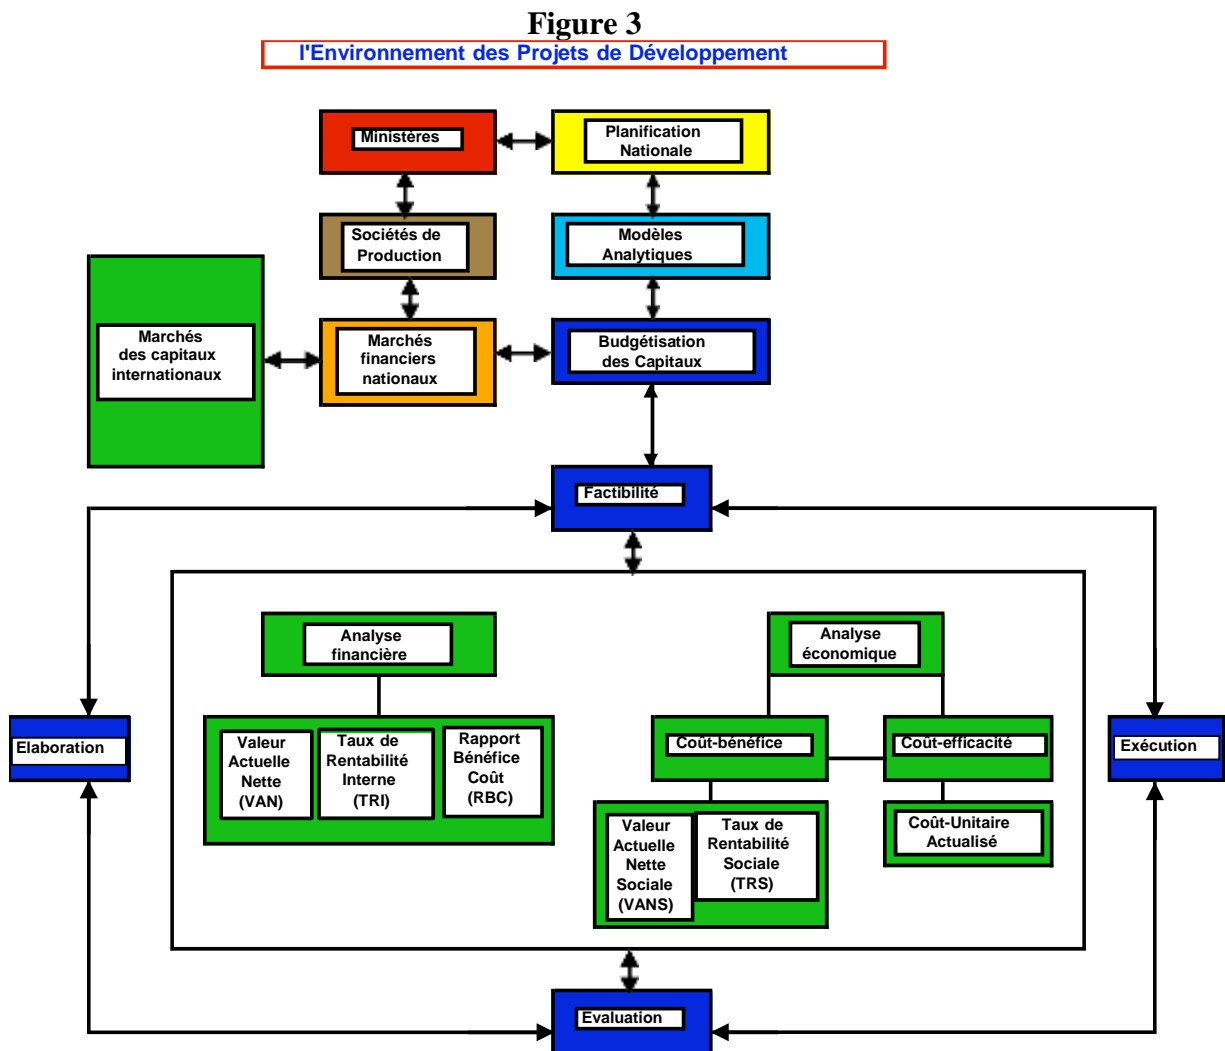 Figure 3
l'Environnement des Projets de Développement
Ministères
Planification
Nationale
Sociétés de
Production
Modèles
Analytiques
Marchés
des capitaux
internationaux
Marchés
financiers
nationaux
Budgétisation
des Capitaux
Factibilité
Analyse
financière
Analyse
économique
Elaboration
Valeur
Actuelle
Nette
(VAN)
Taux de
Rentabilité
Interne
(TRI)
Rapport
Bénéfice
Coût
(RBC)
Coût-bénéfice
Coût-efficacité
Exécution
Valeur
Actuelle
Nette
Sociale
(VANS)
Taux de
Rentabilité
Sociale
(TRS)
Coût-Unitaire
Actualisé
Evaluation